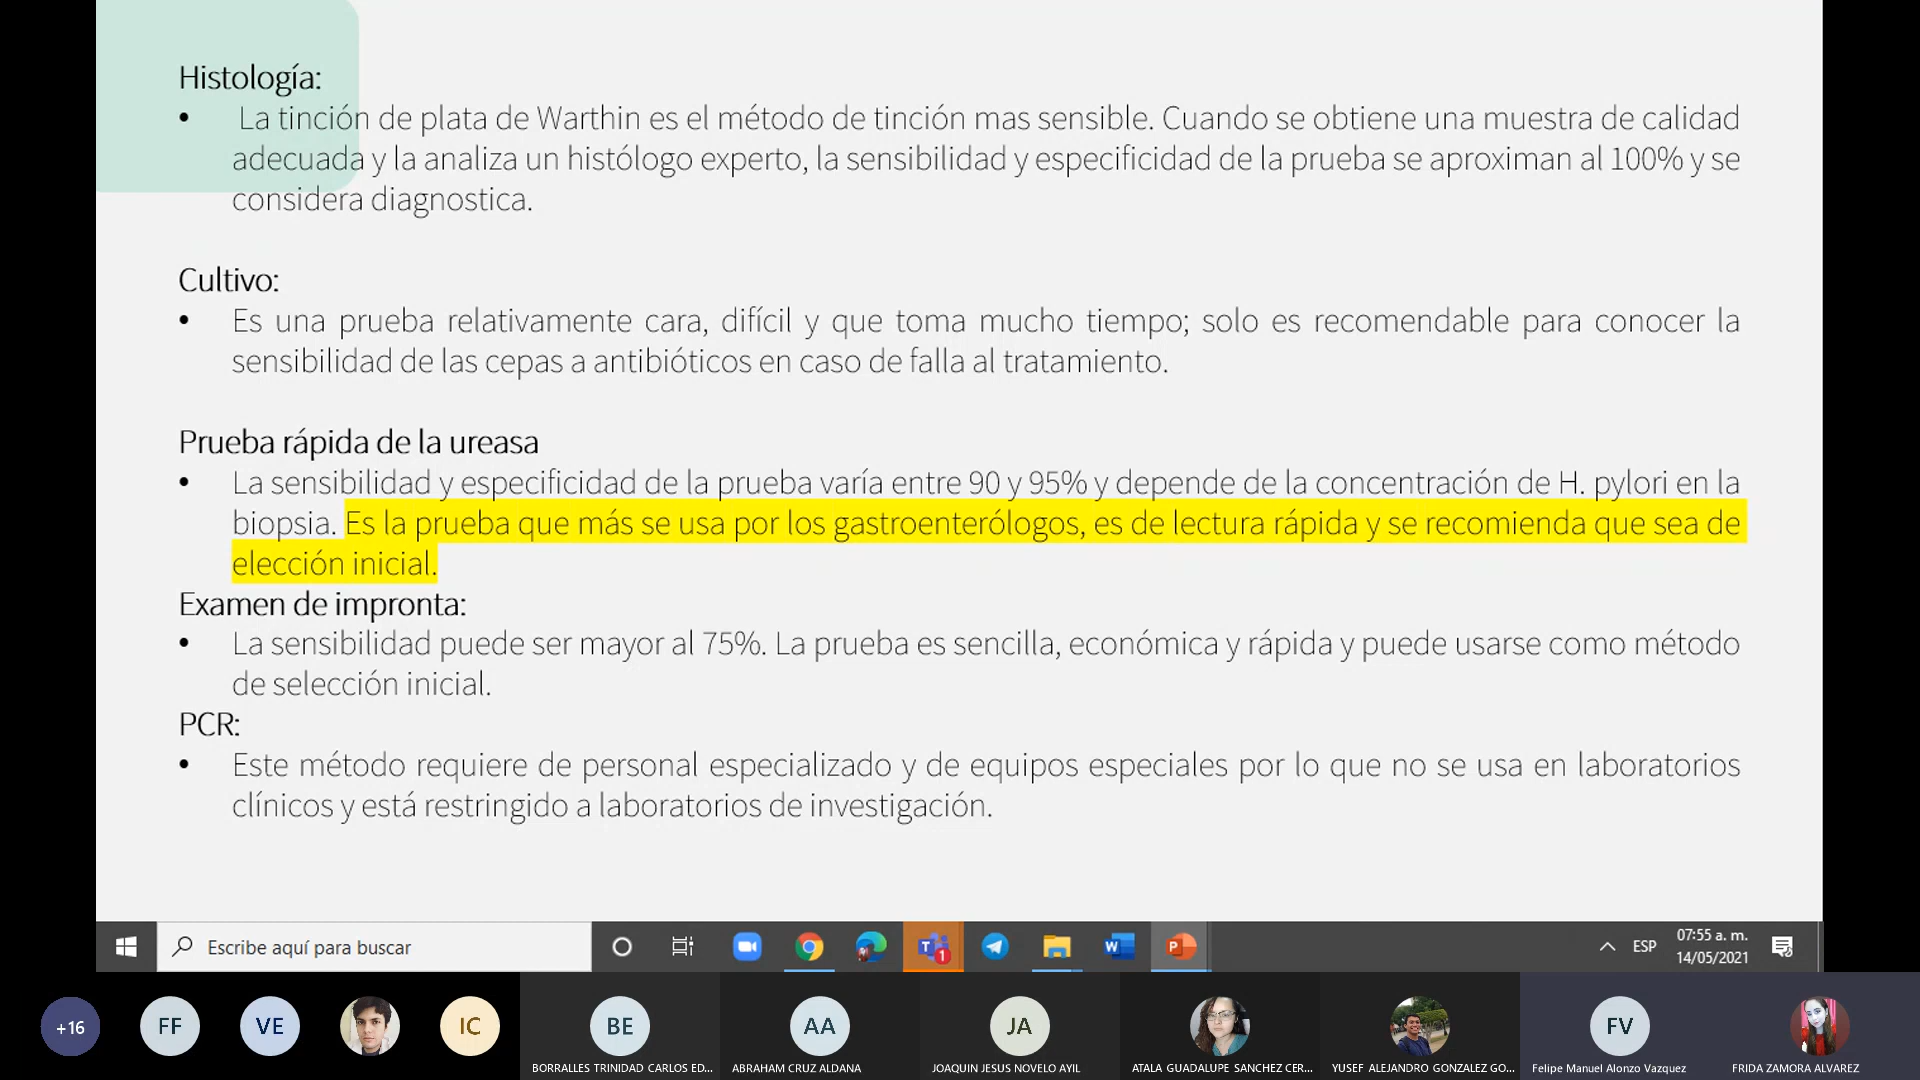 Histología:
• La tinción de plata de Warthin es el método de tinción mas sensible. Cuando se obtiene una muestra de calidad
adecuada y la analiza un histólogo experto, la sensibilidad y especificidad de la prueba se aproximan al 100% y se
considera diagnostica.
Cultivo:
• Es una prueba relativamente cara, difícil y que toma mucho tiempo; solo es recomendable para conocer la
sensibilidad de las cepas a antibióticos en caso de falla al tratamiento.
Prueba rápida de la ureasa
• La sensibilidad y especificidad de la prueba varía entre 90 y 95% y depende de la concentración de H. pylori en la
biopsia. Es la prueba que más se usa por los gastroenterólogos, es de lectura rápida y se recomienda que sea de
elección inicial.
Examen de impronta:
• La sensibilidad puede ser mayor al 75%. La prueba es sencilla, económica y rápida y puede usarse como método
de selección inicial.
PCR:
• Este método requiere de personal especializado y de equipos especiales por lo que no se usa en laboratorios
clínicos y está restringido a laboratorios de investigación.
Escribe aquí para buscar
T
1
W
P
ESP
07:55 a. m.
14/05/2021
+16
FF
VE
IC
BE
AA
JA
FV
BORRALLES TRINIDAD CARLOS ED...
ABRAHAM CRUZ ALDANA
JOAQUIN JESUS NOVELO AYIL
ATALA GUADALUPE SANCHEZ CER...
YUSEF ALEJANDRO GONZALEZ GO...
Felipe Manuel Alonzo Vazquez
FRIDA ZAMORA ALVAREZ